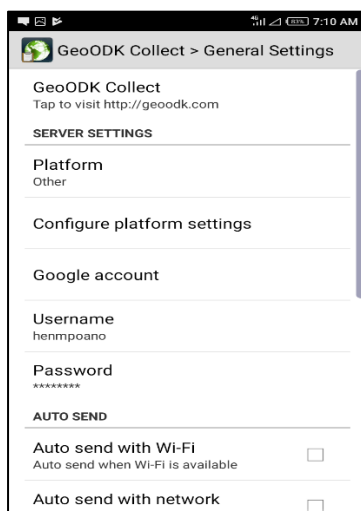 83% 7:10 AM
GeoODK Collect > General Settings
GeoODK Collect
Tap to visit http://geoodk.com
SERVER SETTINGS
Platform
Other
Configure platform settings
Google account
Username
henmpoano
Password
********
AUTO SEND
Auto send with Wi-Fi
Auto send when Wi-Fi is available
Auto send with network